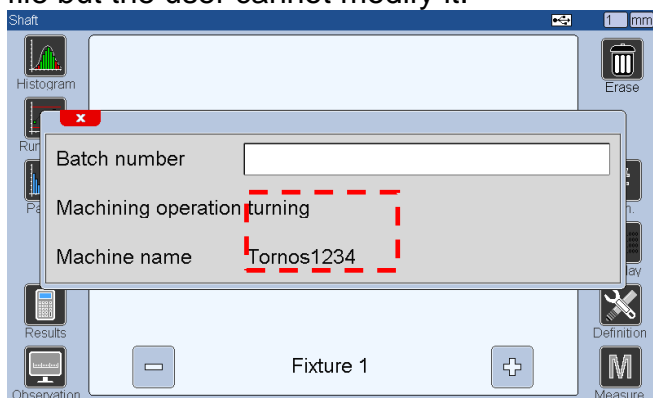 file but the user cannot modify it.
Shaft 1 mm
Histogram
Erase
x
Batch number
Machining operation turning
Machine name Tornos1234
Results
Definition
Fixture 1
Observation
Measure